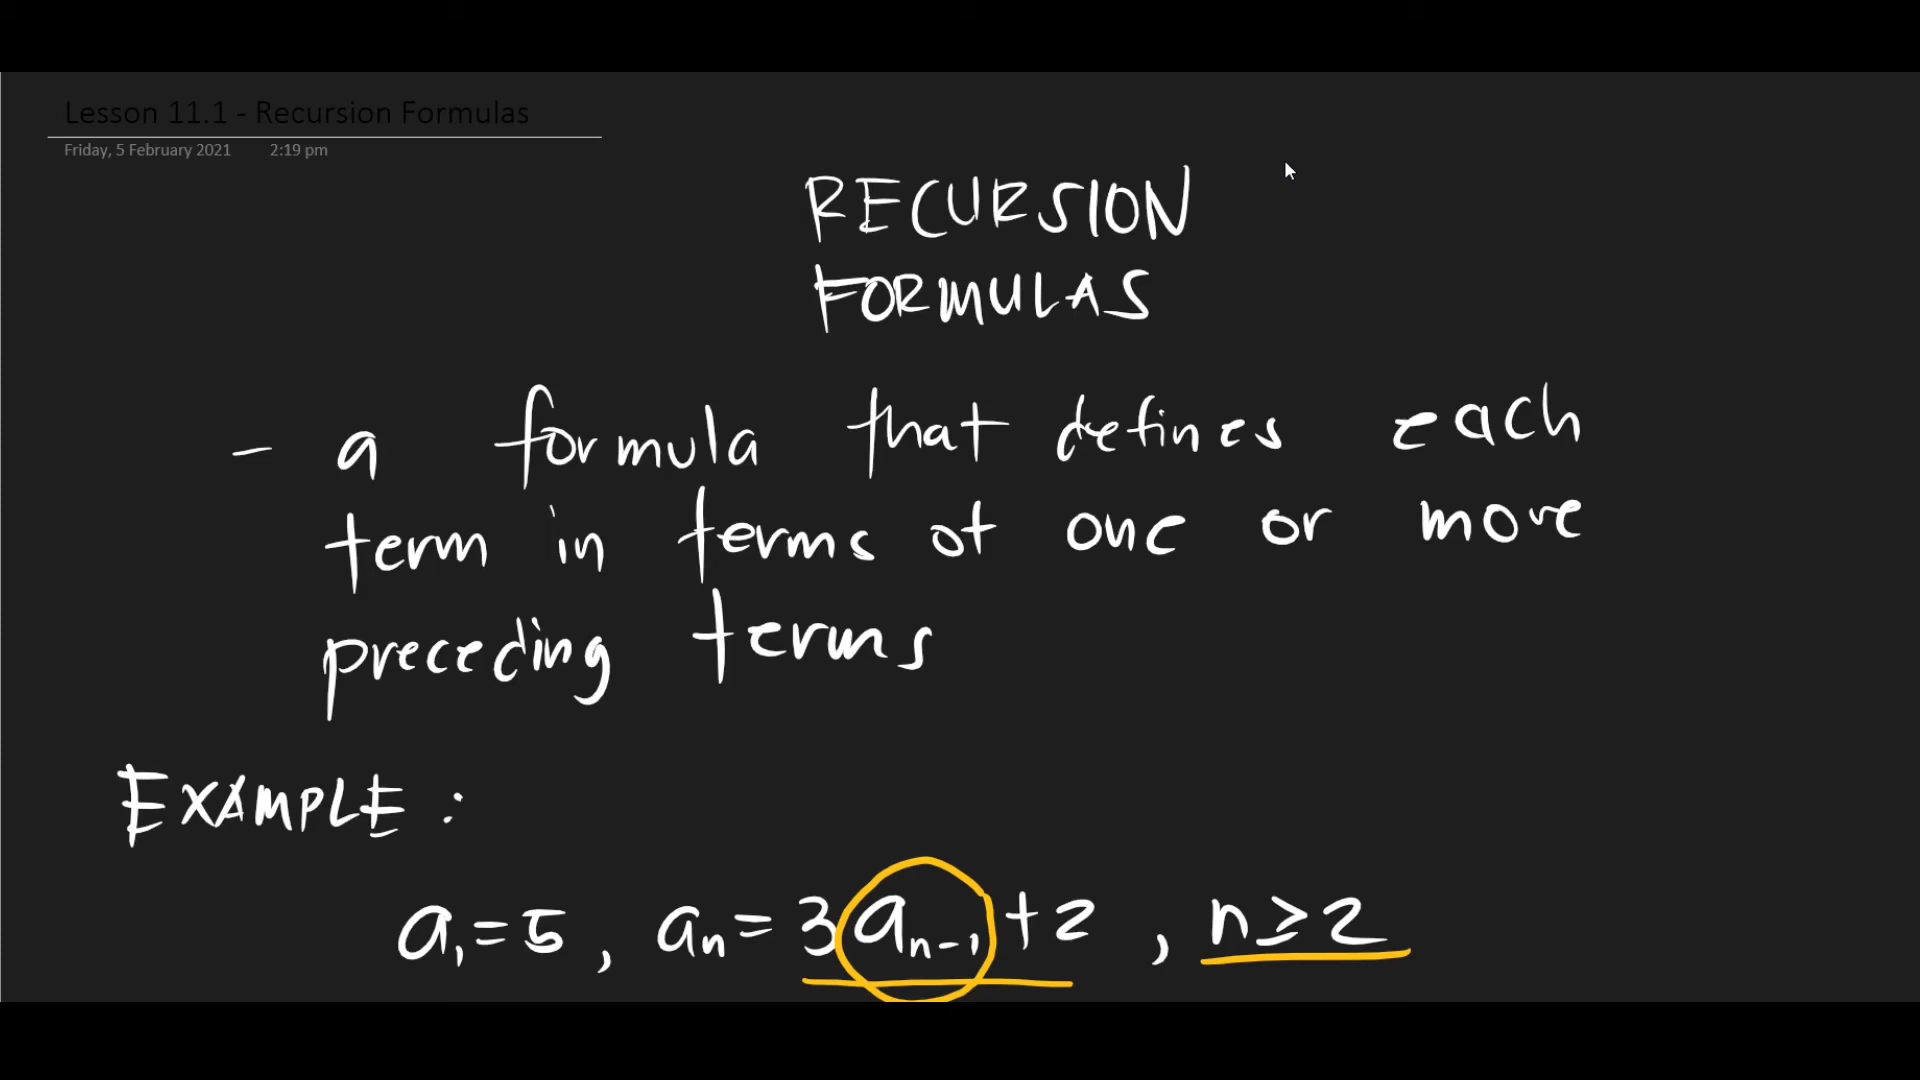 Lesson 11.1 - Recursion Formulas
Friday, 5 February 2021 2:19 pm
RECURSION
FORMULAS
- a formula that defines each
term in terms of one or more
preceding terms
EXAMPLE :
a₁ = 5 , aₙ = 3aₙ₋₁ + 2 , n ≥ 2